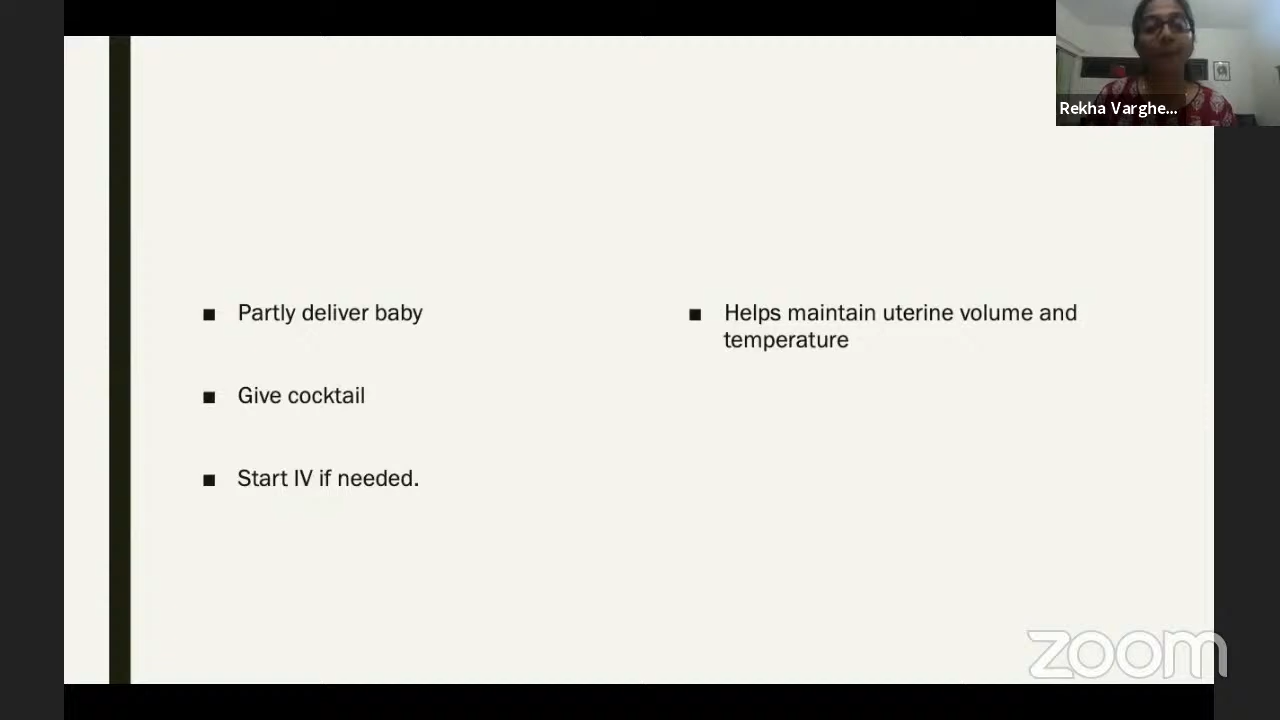 Rekha Varghe...
Partly deliver baby
Give cocktail
Start IV if needed.
Helps maintain uterine volume and
temperature
zoom